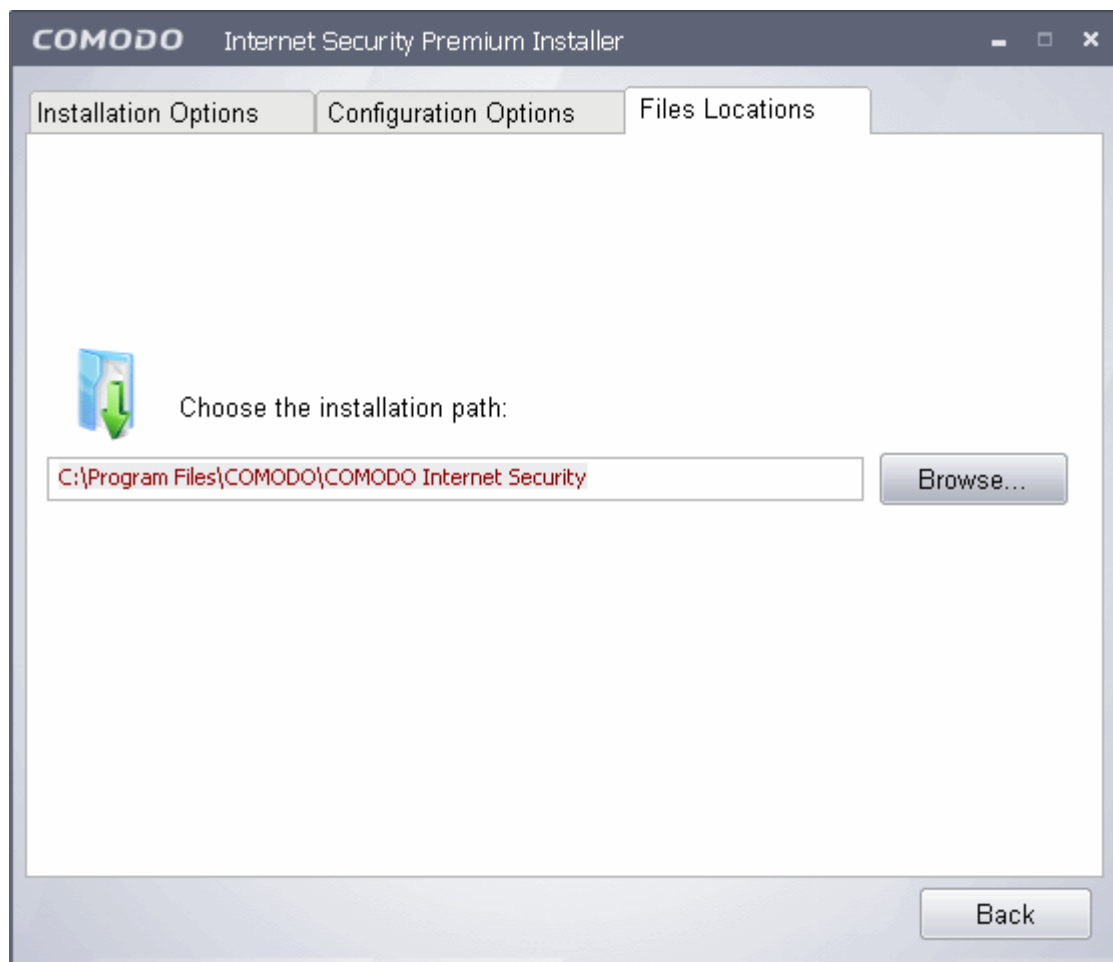 COMODO Internet Security Premium Installer
Installation Options Configuration Options Files Locations
Choose the installation path:
C:\Program Files\COMODO\COMODO Internet Security Browse...
Back